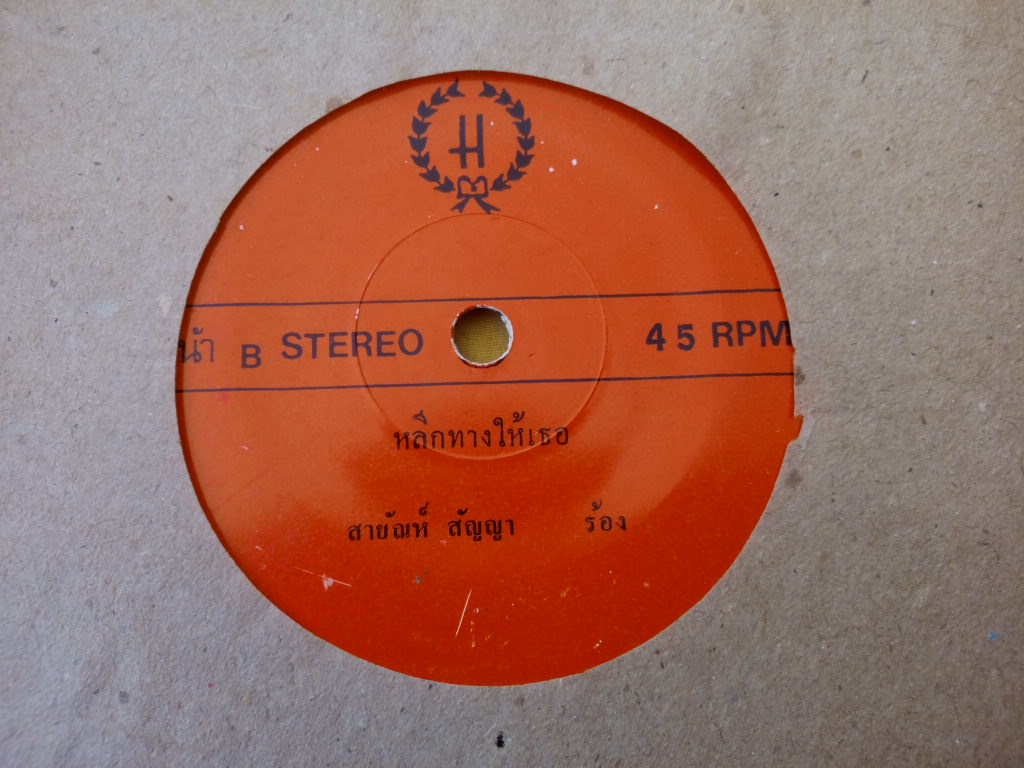 H
น้า B STEREO 45 RPM
หลีกทางให้เธอ
สายัณห์ สัญญา ร้อง